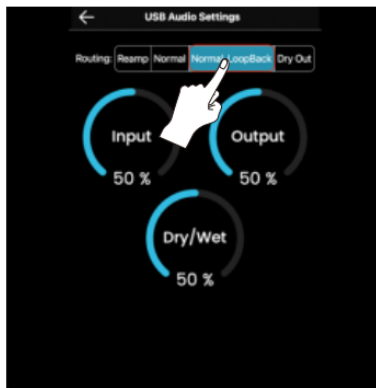 USB Audio Settings
Routing: Reamp Normal Normal LoopBack Dry Out
Input Output
50 % 50 %
Dry/Wet
50 %